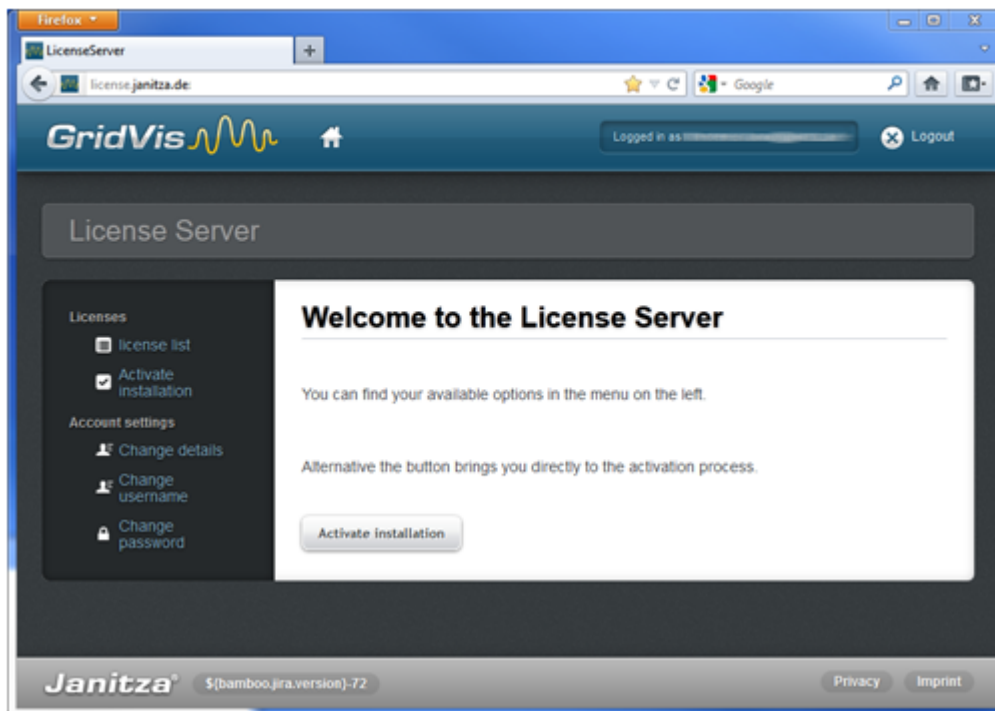 Firefox
LicenseServer
license.janitza.de
Google
GridVis
Logged in as
Logout
License Server
Licenses
license list
Activate
installation
Account settings
Change details
Change
username
Change
password
Welcome to the License Server
You can find your available options in the menu on the left.
Alternative the button brings you directly to the activation process.
Activate installation
Janitza®
${bamboo.jira.version}-72
Privacy
Imprint